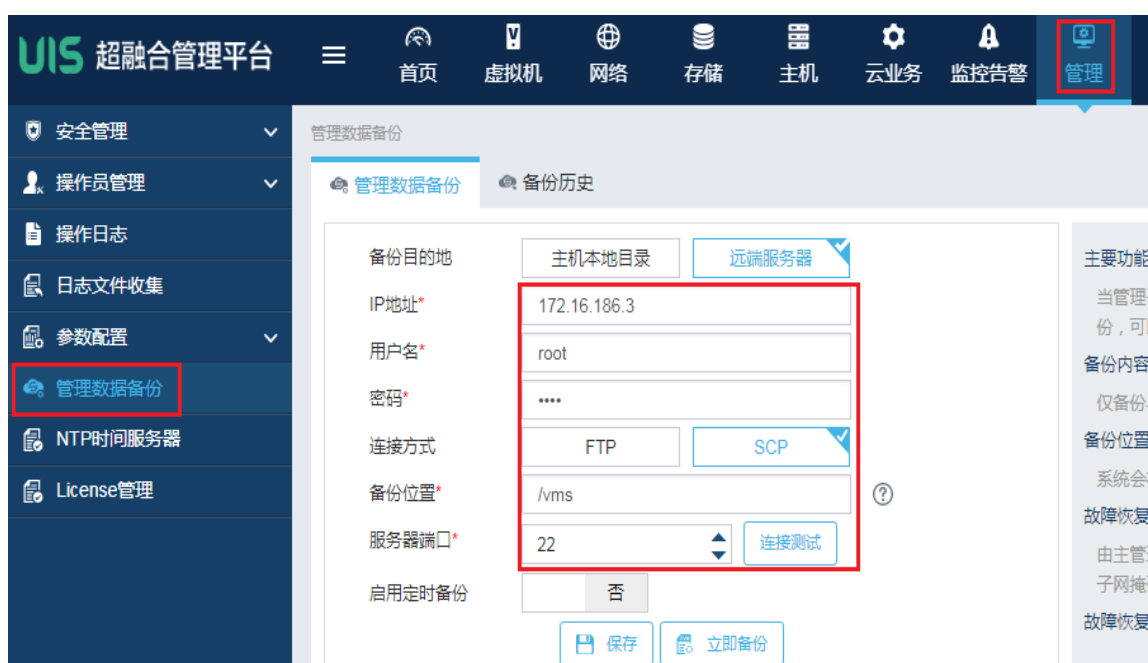 UIS 超融合管理平台
首页 虚拟机 网络 存储 主机 云业务 监控告警 管理
安全管理
操作员管理
操作日志
日志文件收集
参数配置
管理数据备份
NTP时间服务器
License管理
管理数据备份
管理数据备份 备份历史
备份目的地 主机本地目录 远端服务器
IP地址* 172.16.186.3
用户名* root
密码* ••••
连接方式 FTP SCP
备份位置* /vms
服务器端口* 22 连接测试
启用定时备份 否
保存 立即备份
主要功能
当管理
份，可
备份内容
仅备份
备份位置
系统会
故障恢复
由主管
子网掩
故障恢复